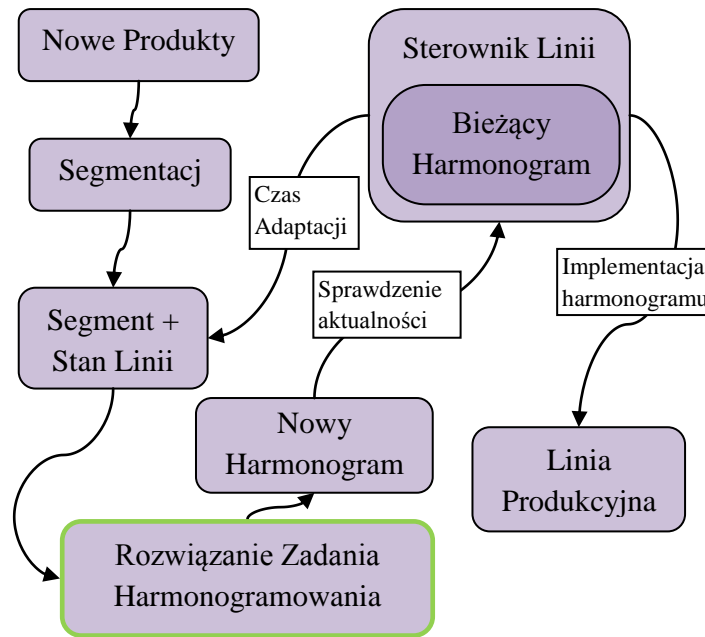 Nowe Produkty
Segmentacj
Segment +
Stan Linii
Czas
Adaptacji
Sterownik Linii
Bieżący
Harmonogram
Sprawdzenie
aktualności
Implementacja
harmonogramu
Nowy
Harmonogram
Linia
Produkcyjna
Rozwiązanie Zadania
Harmonogramowania